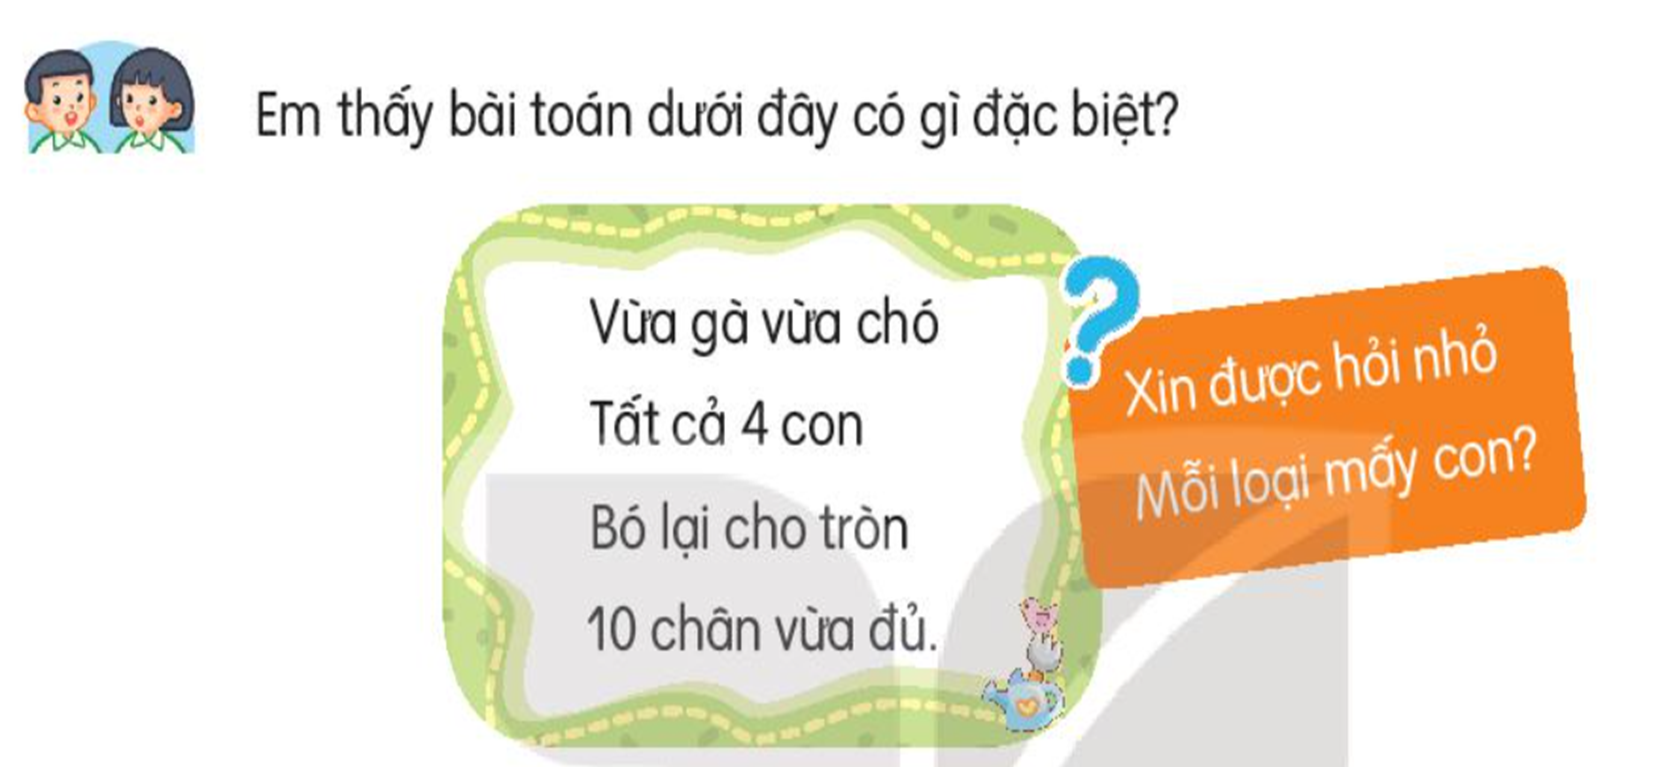 Em thấy bài toán dưới đây có gì đặc biệt?
Vừa gà vừa chó
Tất cả 4 con
Bó lại cho tròn
10 chân vừa đủ.
Xin được hỏi nhỏ
Mỗi loại mấy con?